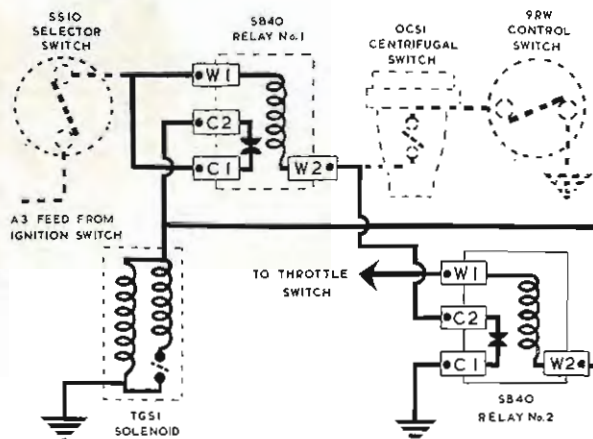 SS10
SELECTOR
SWITCH
SB40
RELAY No.1
OCS1
CENTRIFUGAL
SWITCH
9RW
CONTROL
SWITCH
W1
C2
C1
W2
A3 FEED FROM
IGNITION SWITCH
TO THROTTLE
SWITCH
W1
C2
C1
W2
TGS1
SOLENOID
SB40
RELAY No.2